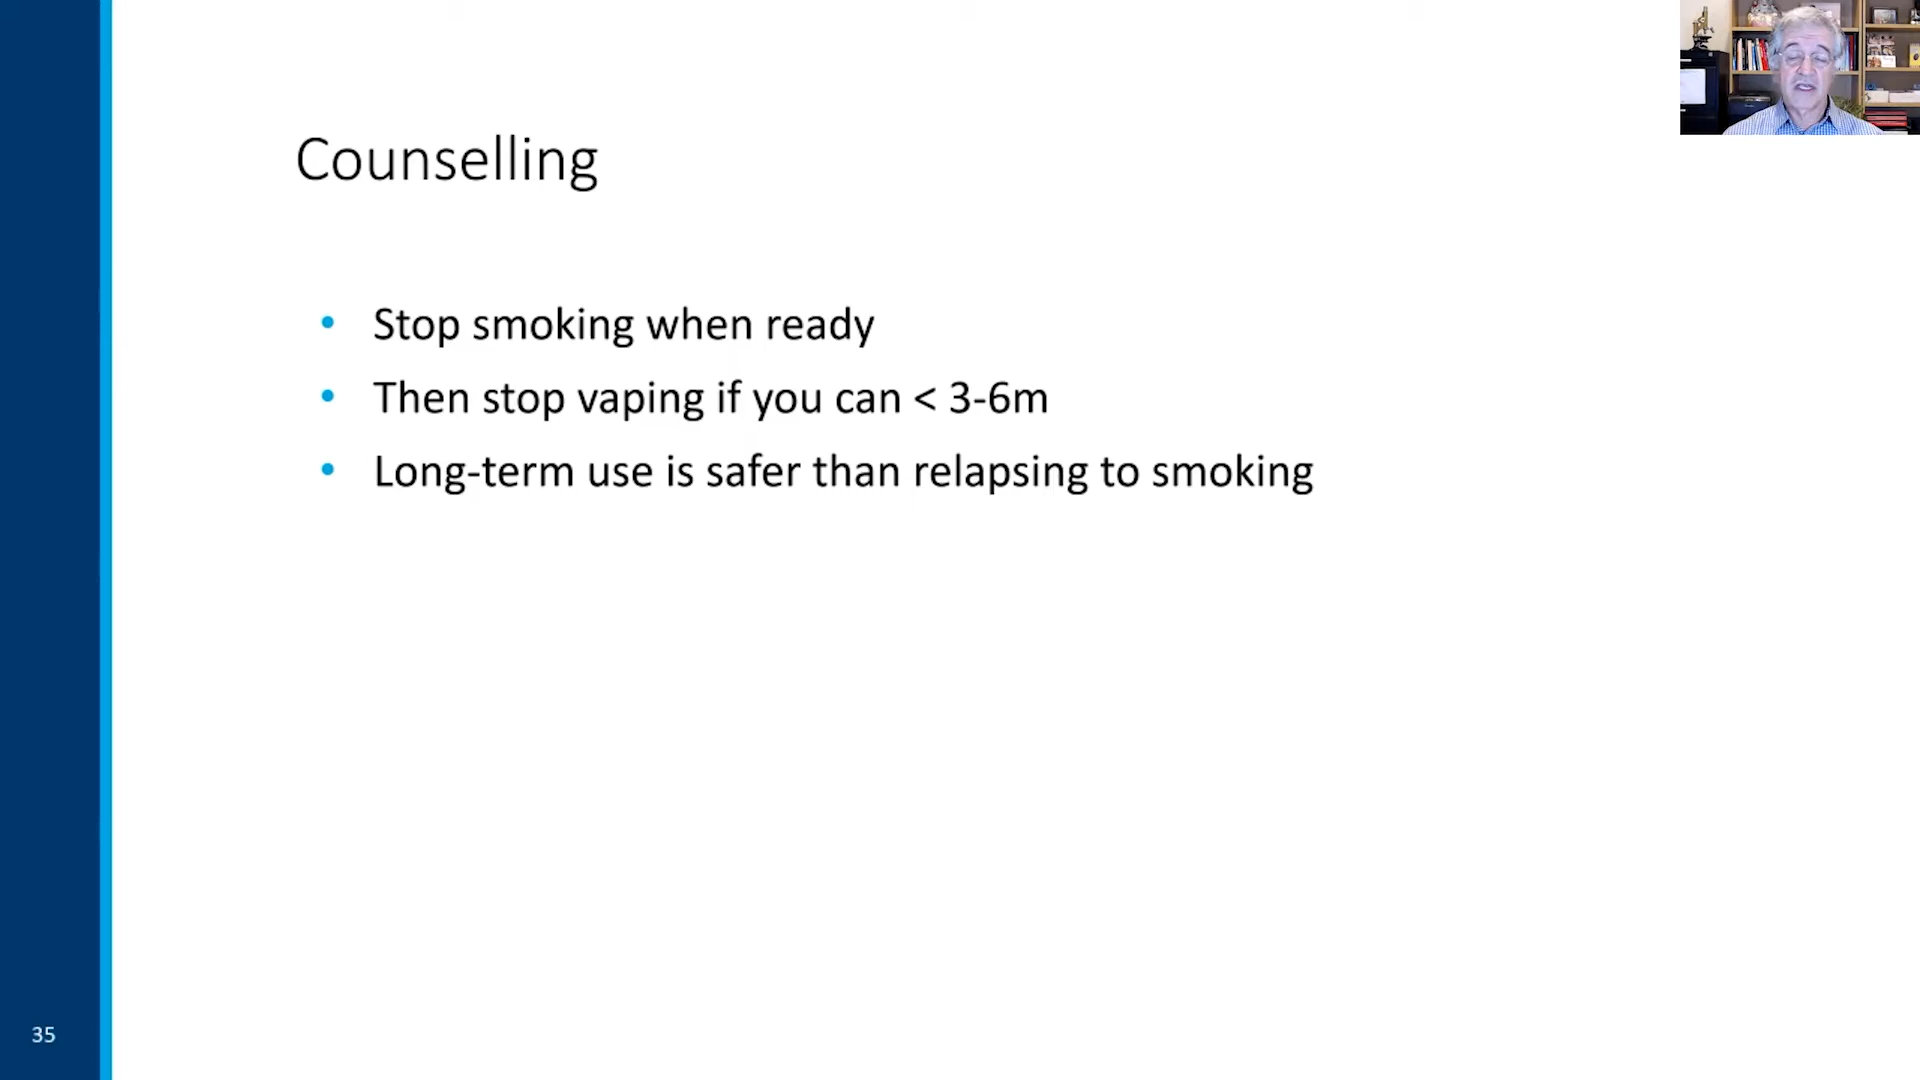 Counselling
• Stop smoking when ready
• Then stop vaping if you can < 3-6m
• Long-term use is safer than relapsing to smoking
35